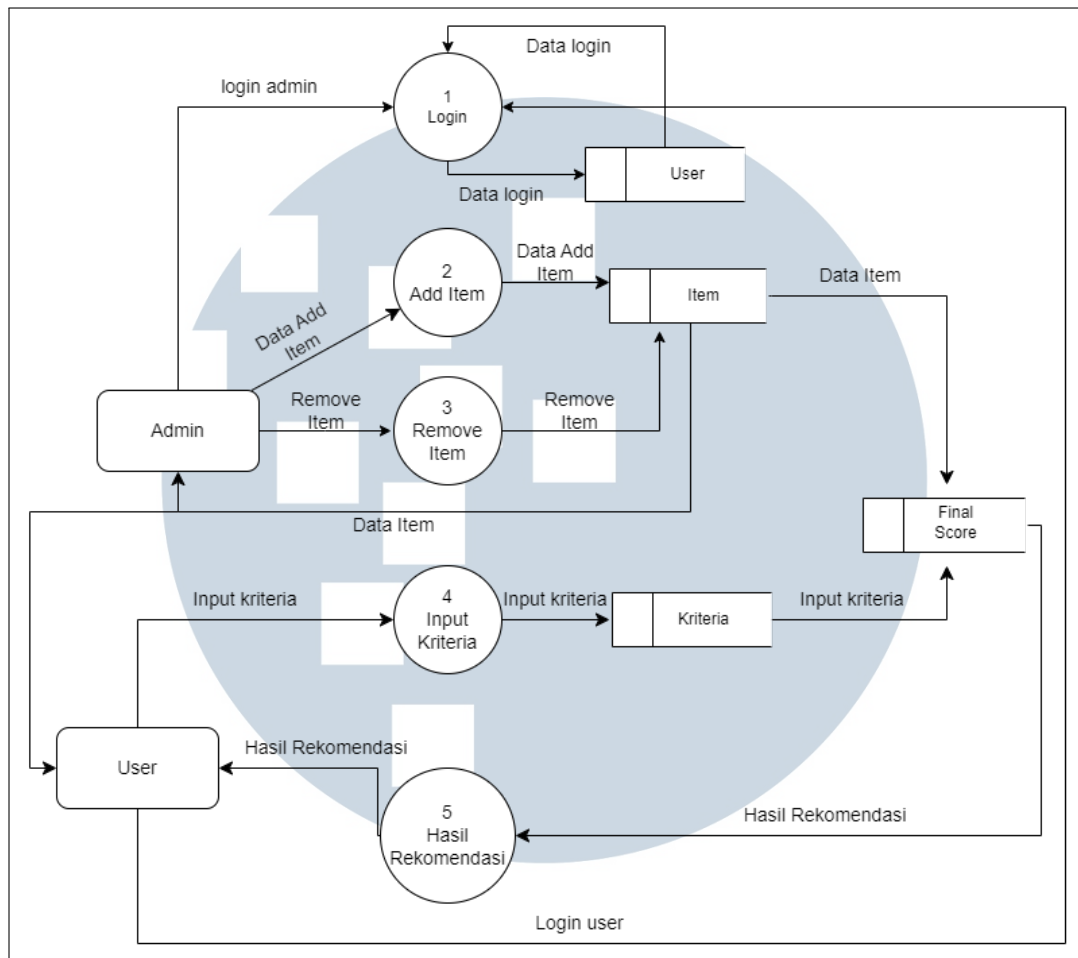 Data login
login admin
1
Login
User
Data login
2
Add Item
Data Add
Item
Item
Data Item
Data Add
Item
Admin
Remove
Item
3
Remove
Item
Remove
Item
Data Item
Final
Score
Input kriteria
4
Input
Kriteria
Input kriteria
Kriteria
Input kriteria
User
Hasil Rekomendasi
5
Hasil
Rekomendasi
Hasil Rekomendasi
Login user